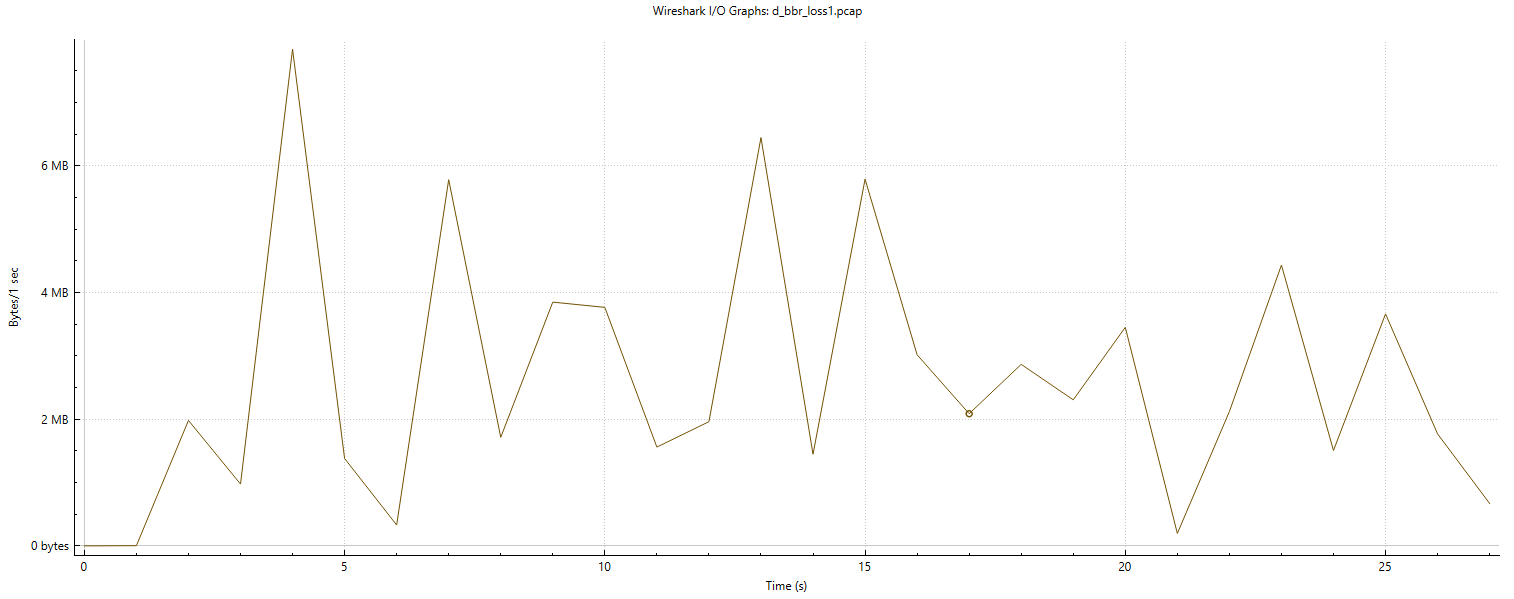 Wireshark I/O Graphs: d_bbr_loss1.pcap
6 MB
4 MB
2 MB
0 bytes
Bytes/1 sec
0 5 10 15 20 25
Time (s)